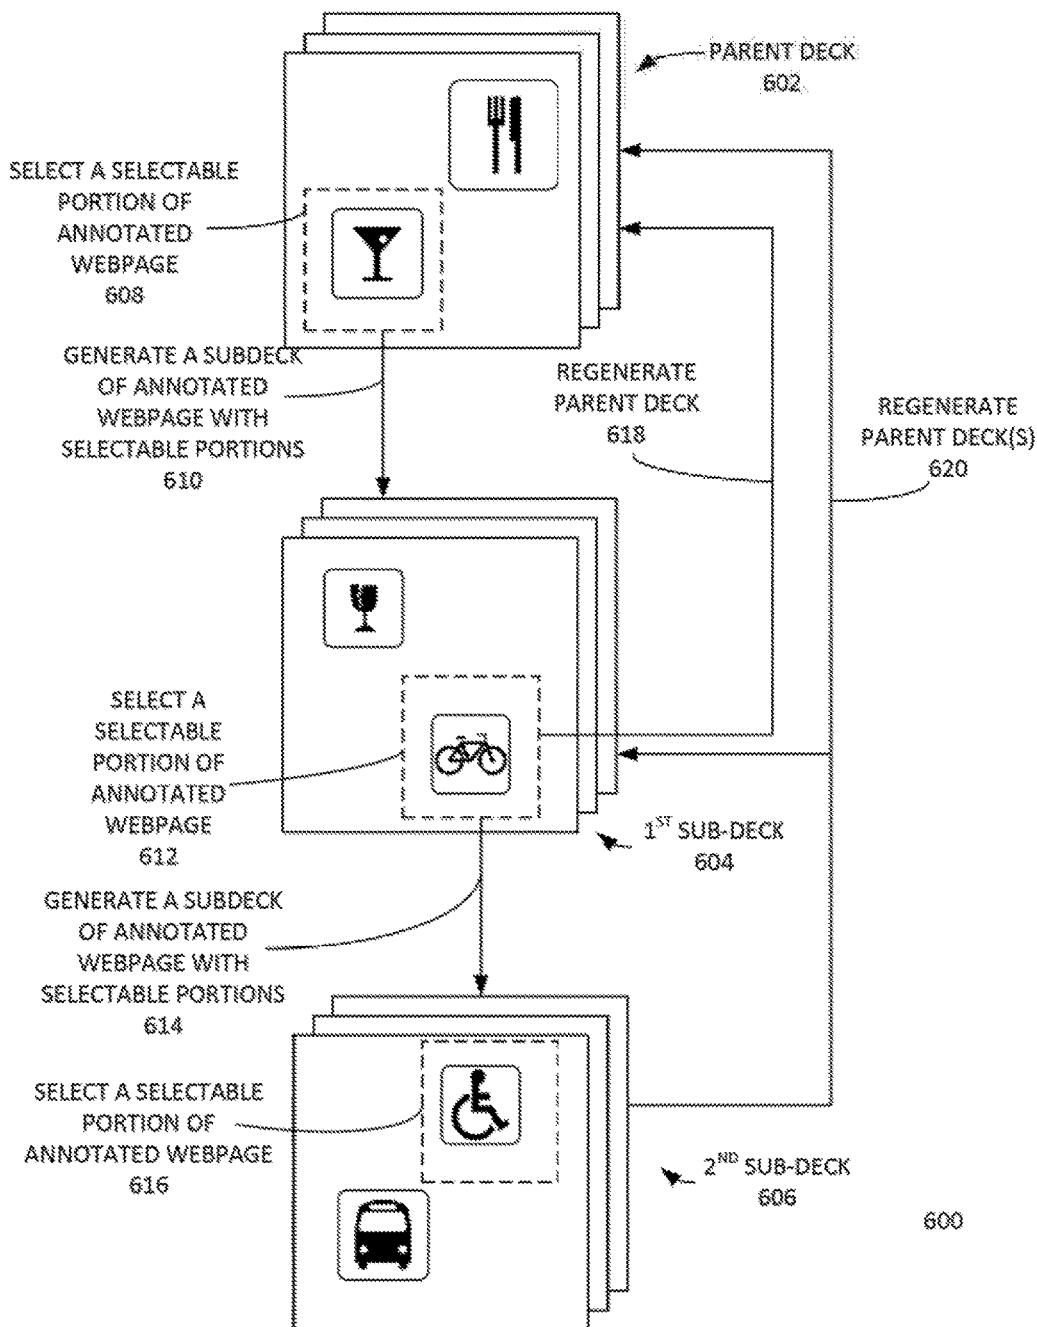 PARENT DECK
602
SELECT A SELECTABLE
PORTION OF
ANNOTATED
WEBPAGE
608
GENERATE A SUBDECK
OF ANNOTATED
WEBPAGE WITH
SELECTABLE PORTIONS
610
REGENERATE
PARENT DECK
618
REGENERATE
PARENT DECK(S)
620
SELECT A
SELECTABLE
PORTION OF
ANNOTATED
WEBPAGE
612
1ST SUB-DECK
604
GENERATE A SUBDECK
OF ANNOTATED
WEBPAGE WITH
SELECTABLE PORTIONS
614
SELECT A SELECTABLE
PORTION OF
ANNOTATED WEBPAGE
616
2ND SUB-DECK
606
600